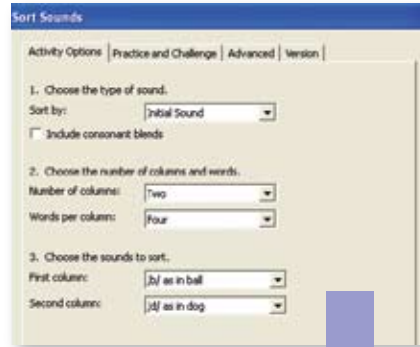 Sort Sounds
Activity Options Practice and Challenge Advanced Version
1. Choose the type of sound.
Sort by: Initial Sound
Include consonant blends
2. Choose the number of columns and words.
Number of columns: Two
Words per column: Four
3. Choose the sounds to sort.
First column: /b/ as in ball
Second column: /d/ as in dog